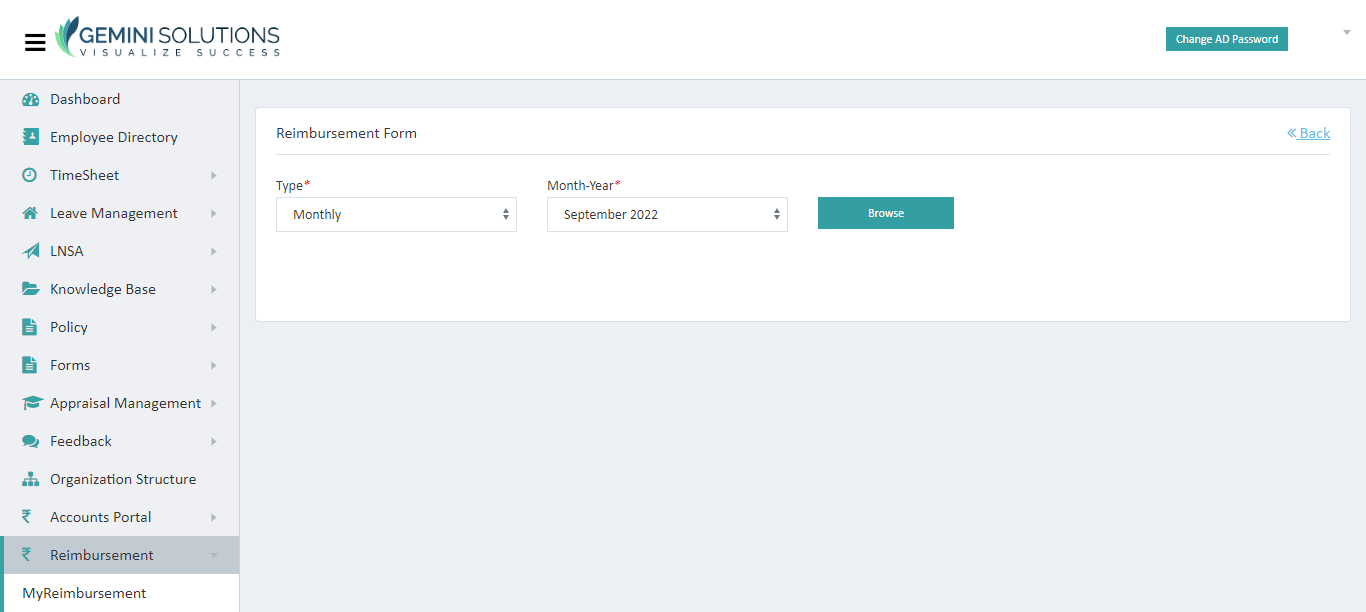 GEMINI SOLUTIONS
VISUALIZE SUCCESS
Change AD Password
Dashboard
Employee Directory
TimeSheet
Leave Management
LNSA
Knowledge Base
Policy
Forms
Appraisal Management
Feedback
Organization Structure
Accounts Portal
Reimbursement
MyReimbursement
Reimbursement Form
« Back
Type*
Month-Year*
Monthly
September 2022
Browse